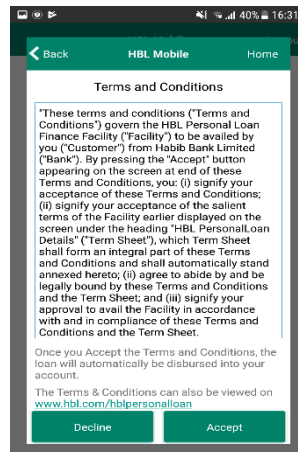 40% 16:31
Back HBL Mobile Home
Terms and Conditions
"These terms and conditions ("Terms and
Conditions") govern the HBL Personal Loan
Finance Facility ("Facility") to be availed by
you ("Customer") from Habib Bank Limited
("Bank"). By pressing the "Accept" button
appearing on the screen at end of these
Terms and Conditions, you: (i) signify your
acceptance of these Terms and Conditions;
(ii) signify your acceptance of the salient
terms of the Facility earlier displayed on the
screen under the heading "HBL PersonalLoan
Details" ("Term Sheet"), which Term Sheet
shall form an integral part of these Terms
and Conditions and shall automatically stand
annexed hereto; (ii) agree to abide by and be
legally bound by these Terms and Conditions
and the Term Sheet; and (iii) signify your
approval to avail the Facility in accordance
with and in compliance of these Terms and
Conditions and the Term Sheet.
Once you Accept the Terms and Conditions, the
loan will automatically be disbursed into your
account.
The Terms & Conditions can also be viewed on
www.hbl.com/hblpersonalloan
Decline Accept